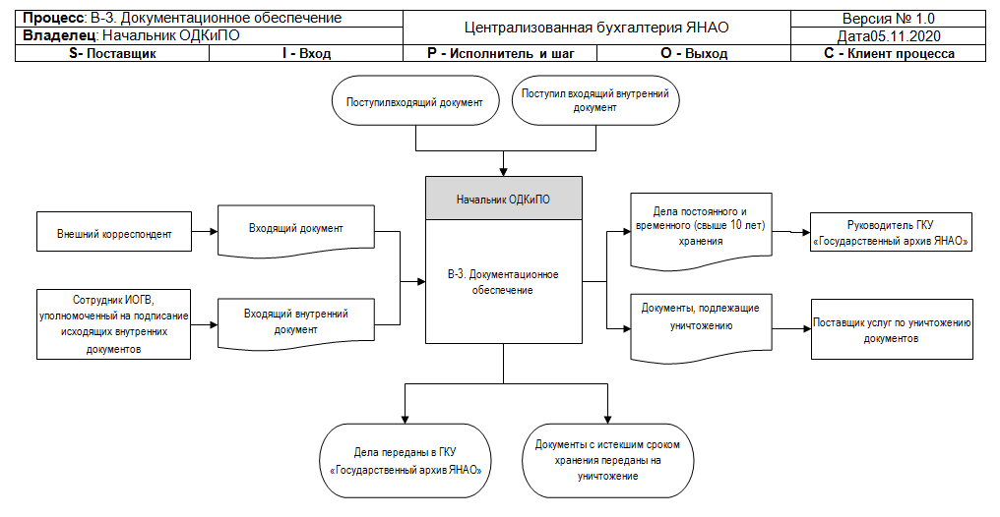 Процесс: В-3. Документационное обеспечение
Владелец: Начальник ОДКиПО
Централизованная бухгалтерия ЯНАО
Версия № 1.0
Дата05.11.2020
S- Поставщик
I - Вход
P - Исполнитель и шаг
O - Выход
C - Клиент процесса
Поступилвходящий документ
Поступил входящий внутренний
документ
Начальник ОДКиПО
В-3. Документационное
обеспечение
Внешний корреспондент
Входящий документ
Сотрудник ИОГВ,
уполномоченный на подписание
исходящих внутренних
документов
Входящий внутренний
документ
Дела постоянного и
временного (свыше 10 лет)
хранения
Руководитель ГКУ
«Государственный архив ЯНАО»
Документы, подлежащие
уничтожению
Поставщик услуг по уничтожению
документов
Дела переданы в ГКУ
«Государственный архив ЯНАО»
Документы с истекшим сроком
хранения переданы на
уничтожение